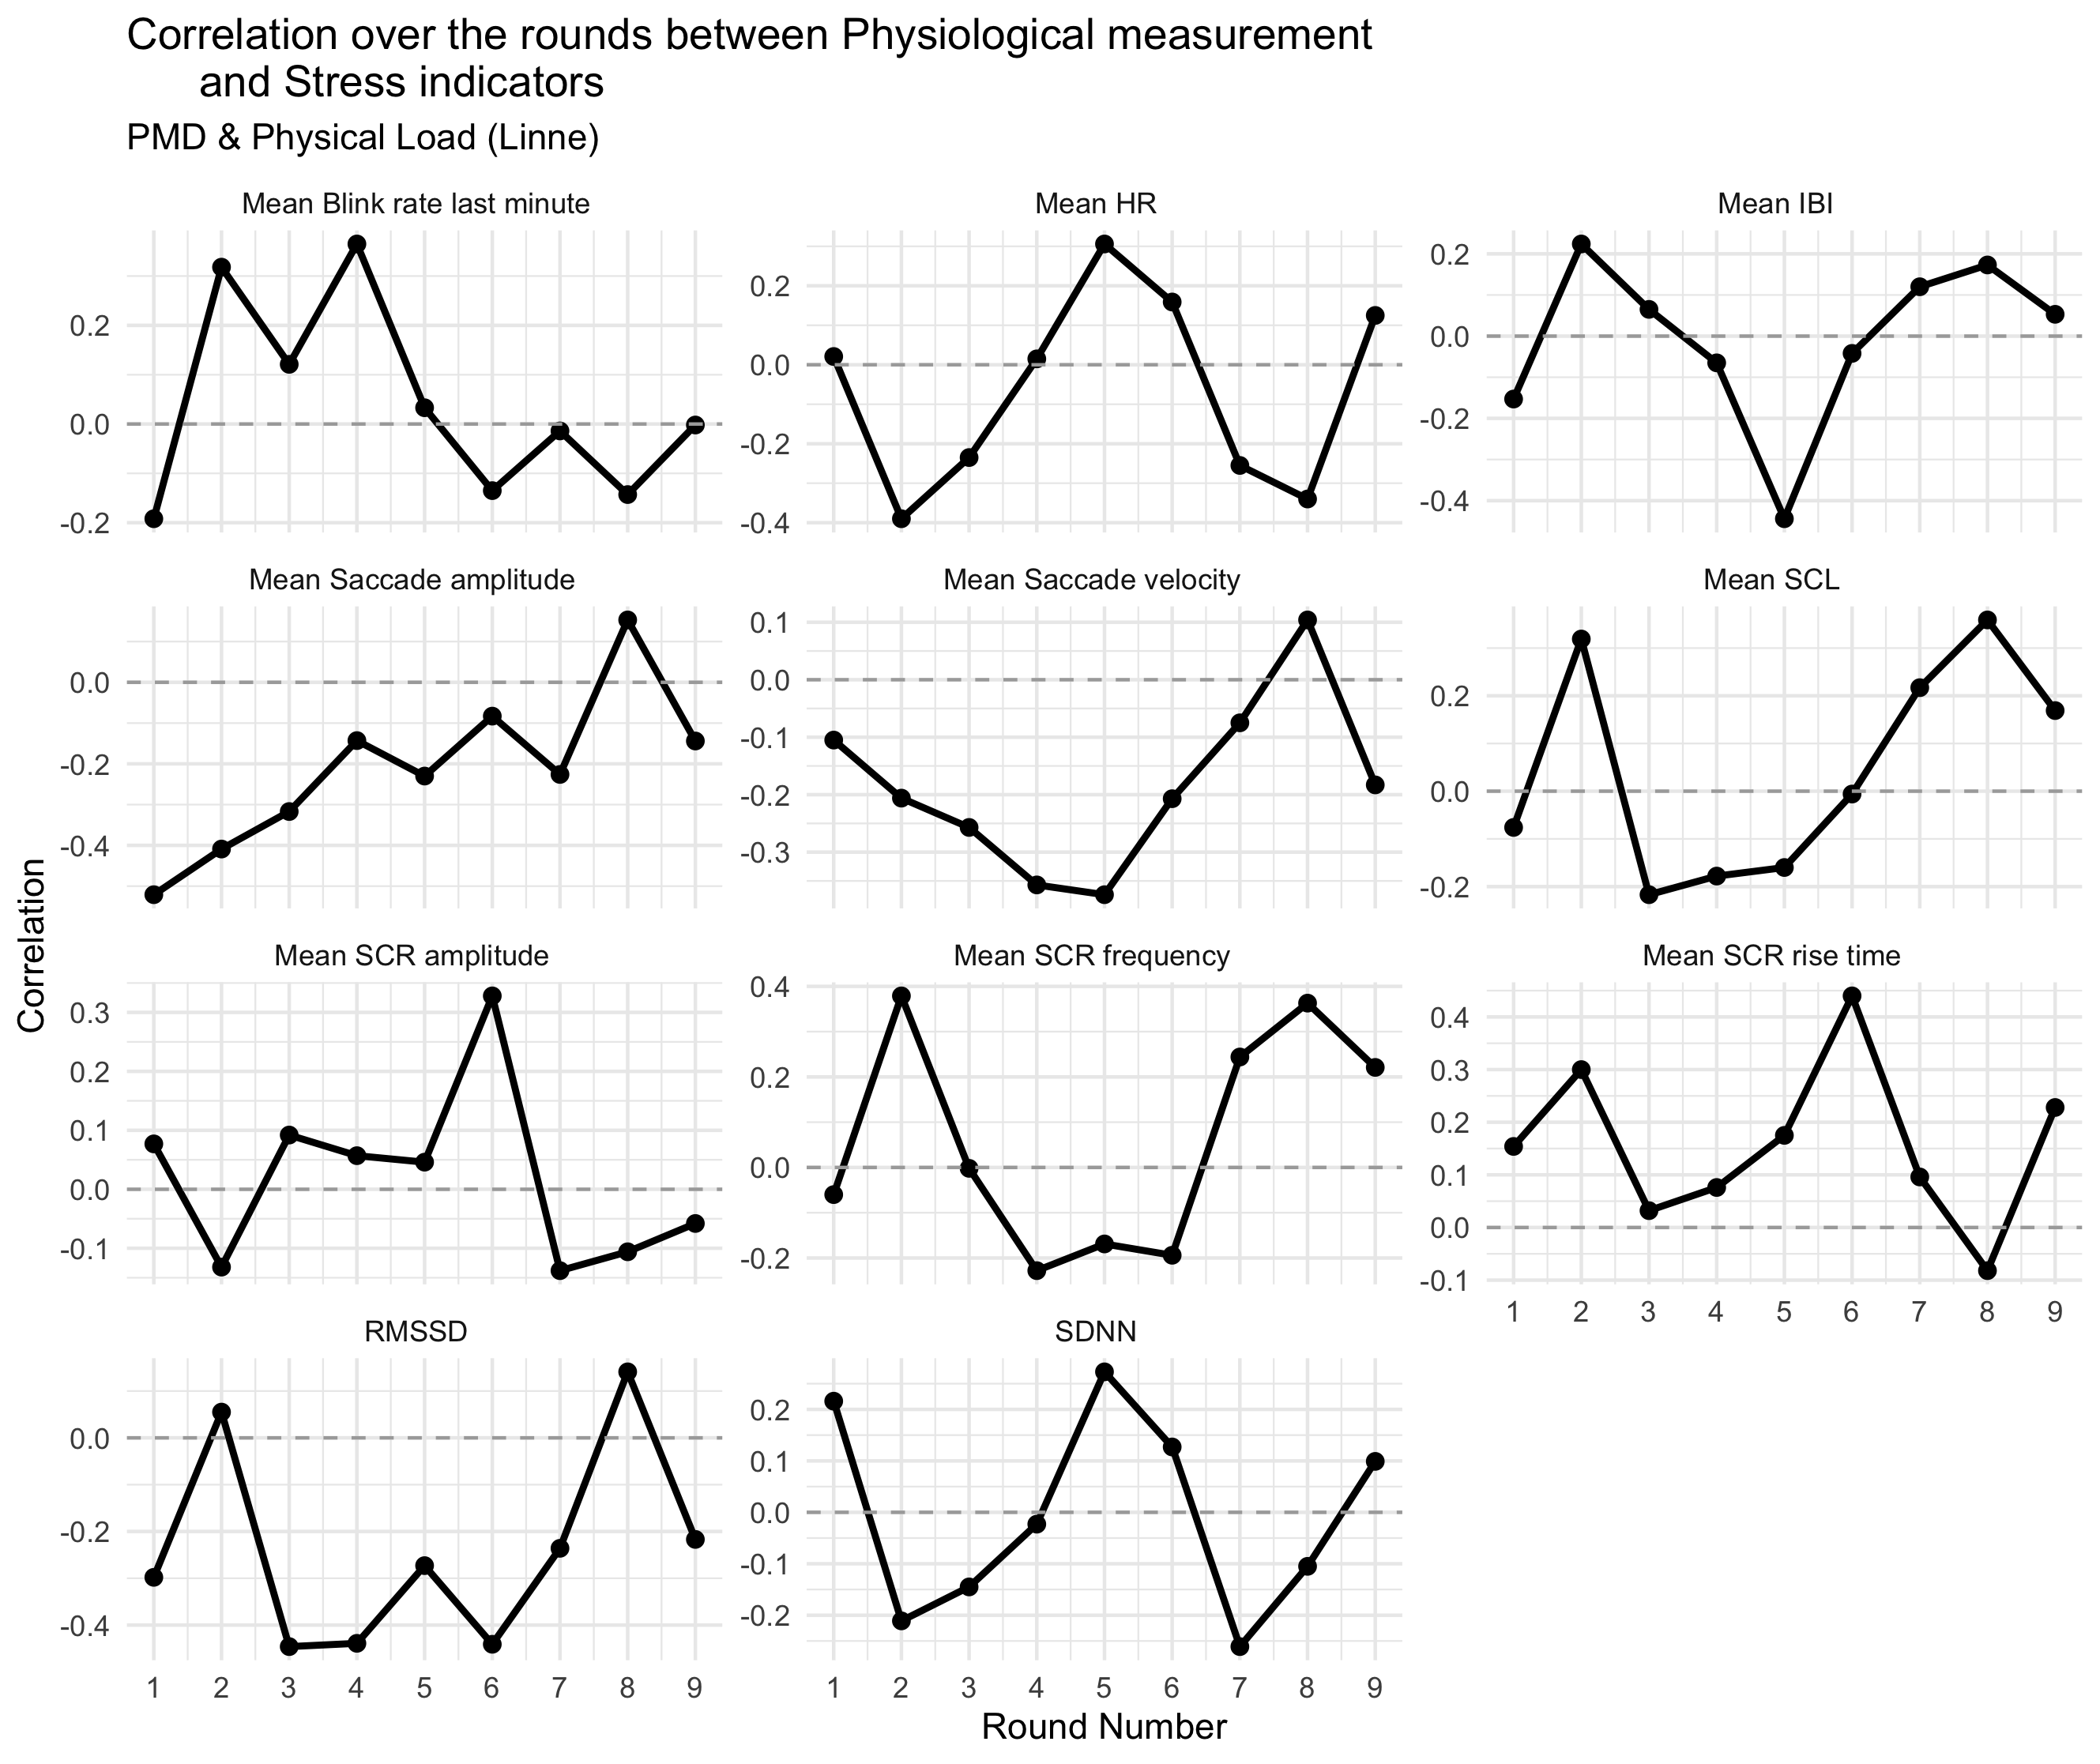 Correlation over the rounds between Physiological measurement
and Stress indicators
PMD & Physical Load (Linne)
Mean Blink rate last minute
0.2
0.0
-0.2
Mean HR
0.2
0.0
-0.2
-0.4
Mean IBI
0.2
0.0
-0.2
-0.4
Mean Saccade amplitude
0.0
-0.2
-0.4
Mean Saccade velocity
0.1
0.0
-0.1
-0.2
-0.3
Mean SCL
0.2
0.0
-0.2
Mean SCR amplitude
0.3
0.2
0.1
0.0
-0.1
Mean SCR frequency
0.4
0.2
0.0
-0.2
Mean SCR rise time
0.4
0.3
0.2
0.1
0.0
-0.1
1 2 3 4 5 6 7 8 9
RMSSD
0.0
-0.2
-0.4
1 2 3 4 5 6 7 8 9
SDNN
0.2
0.1
0.0
-0.1
-0.2
1 2 3 4 5 6 7 8 9
Correlation
Round Number